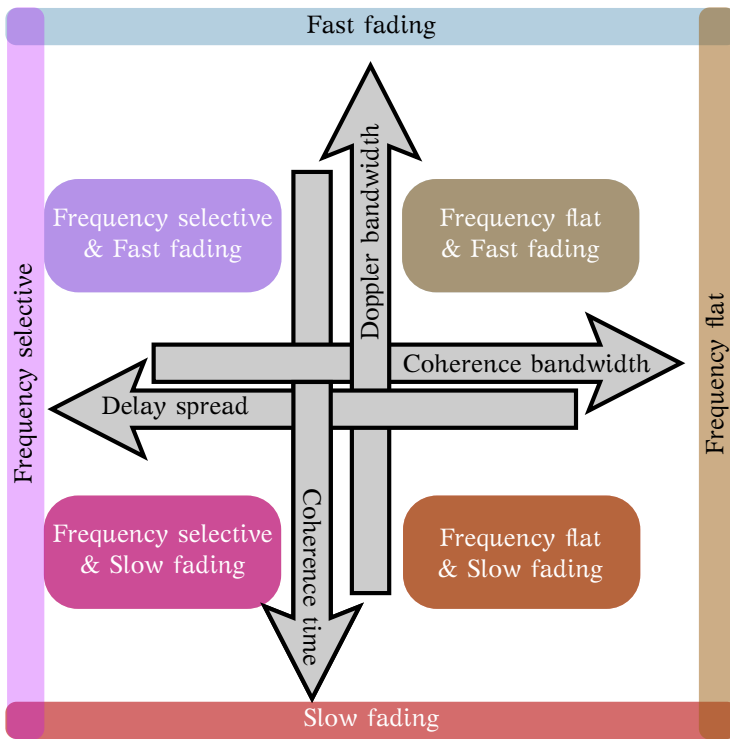 Fast fading
Doppler bandwidth
Frequency selective
& Fast fading
Frequency flat
& Fast fading
Frequency selective
Frequency flat
Coherence bandwidth
Delay spread
Coherence time
Frequency selective
& Slow fading
Frequency flat
& Slow fading
Slow fading